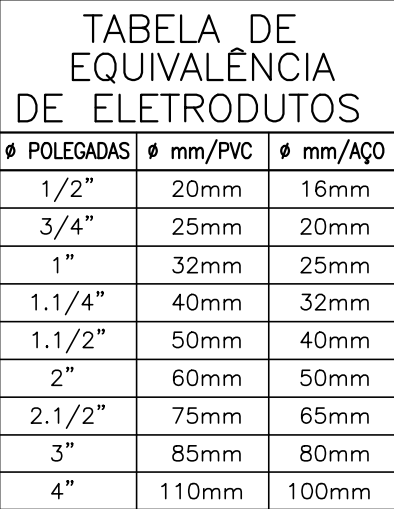 TABELA DE
EQUIVALÊNCIA
DE ELETRODUTOS
ø POLEGADAS ø mm/PVC ø mm/AÇO
1/2” 20mm 16mm
3/4” 25mm 20mm
1” 32mm 25mm
1.1/4” 40mm 32mm
1.1/2” 50mm 40mm
2” 60mm 50mm
2.1/2” 75mm 65mm
3” 85mm 80mm
4” 110mm 100mm